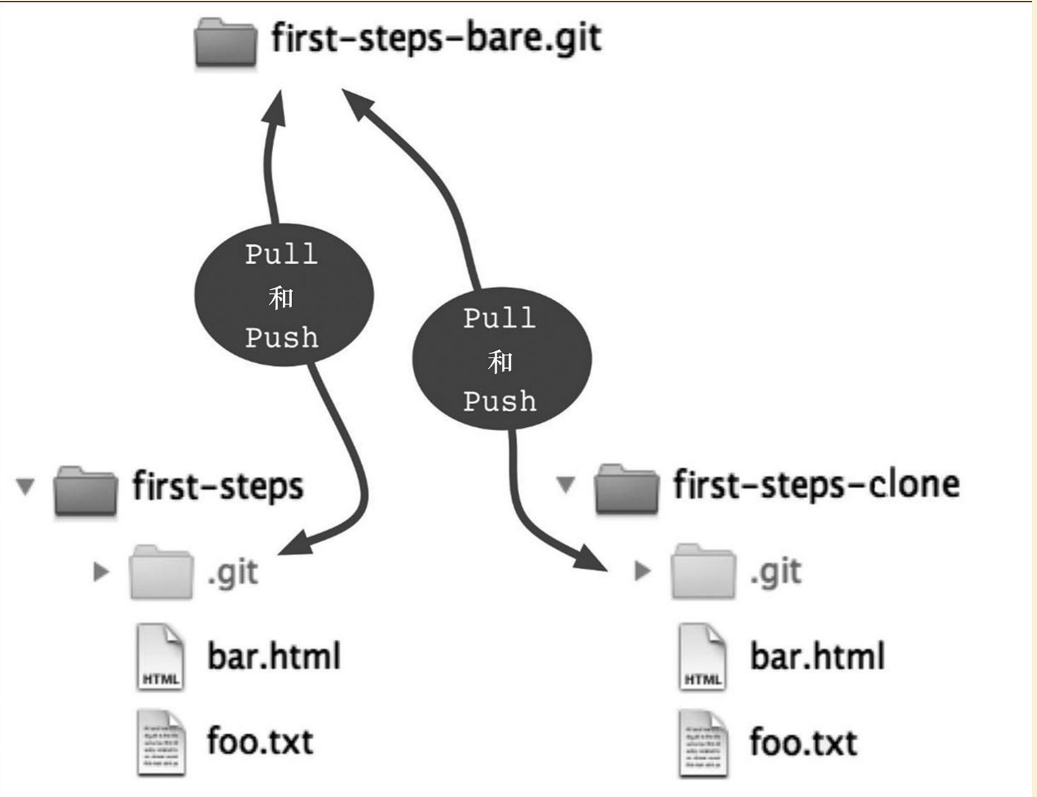 first-steps-bare.git
Pull
和
Push
Pull
和
Push
first-steps
.git
bar.html
HTML
foo.txt
first-steps-clone
.git
bar.html
HTML
foo.txt